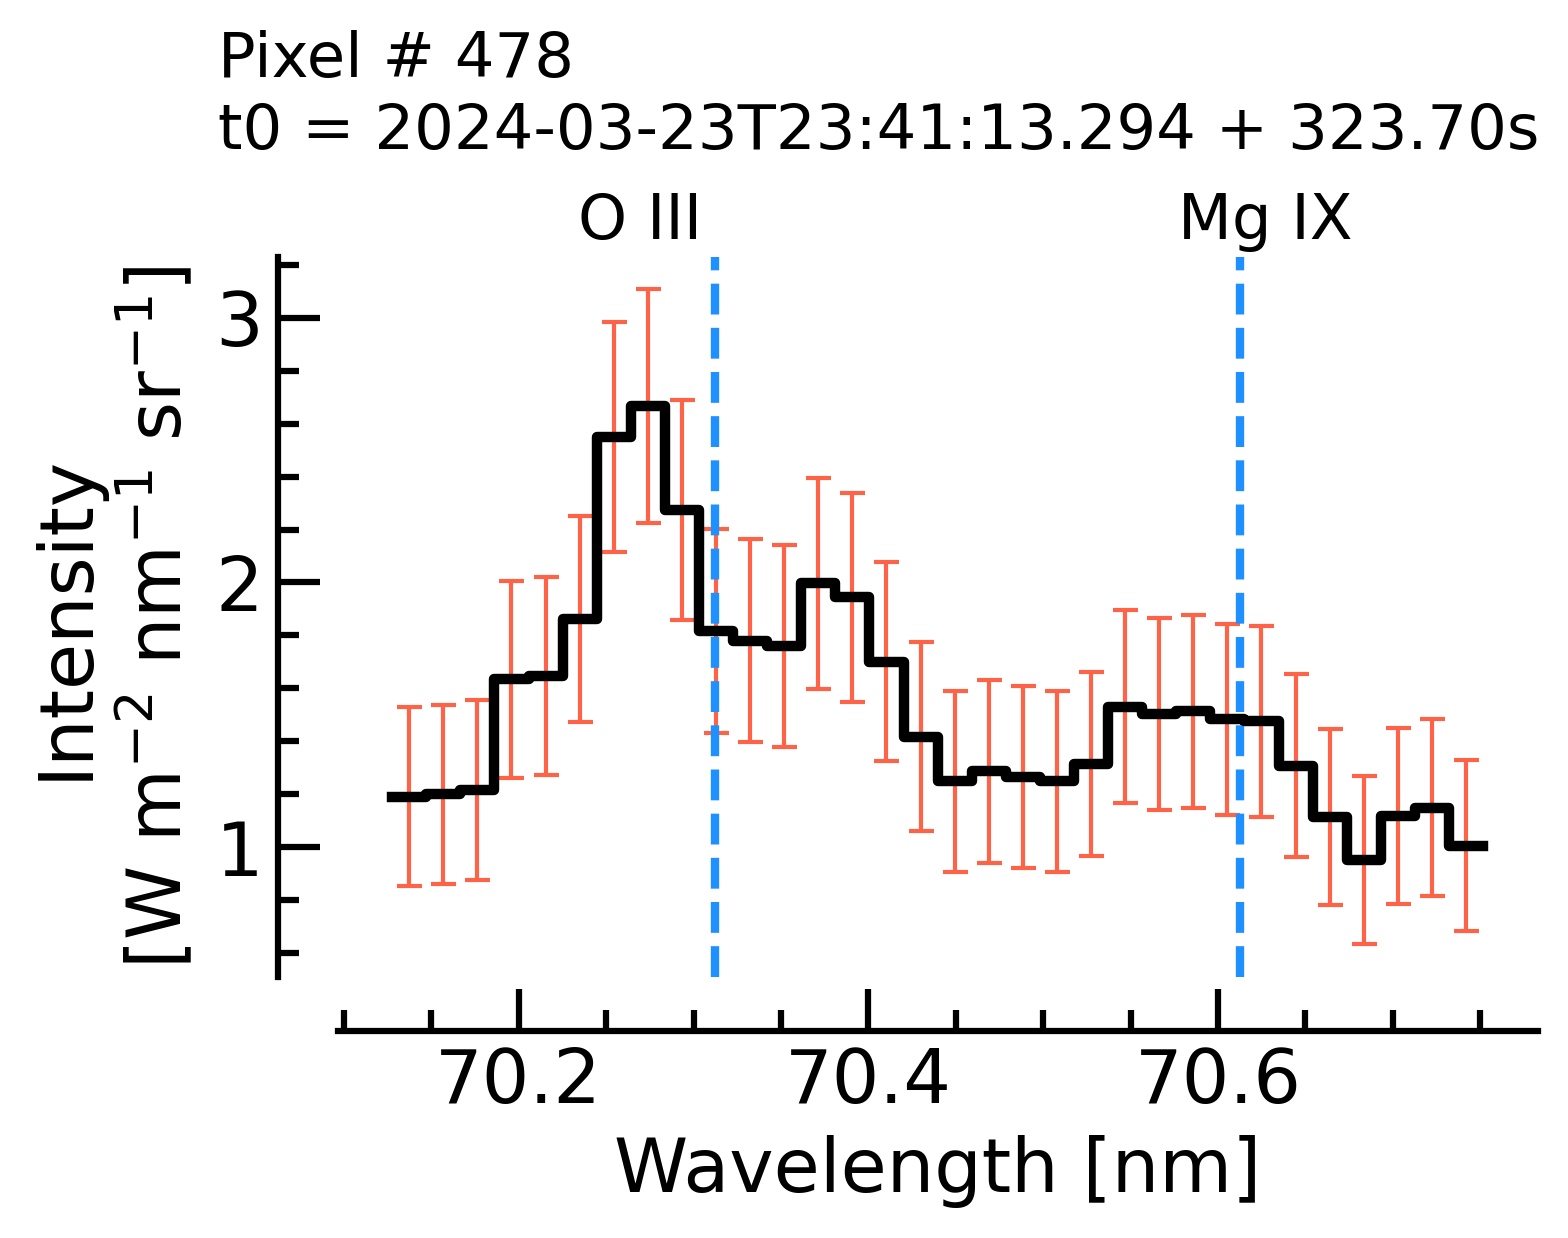 Pixel # 478
t0 = 2024-03-23T23:41:13.294 + 323.70s
O III
Mg IX
Intensity
[W m⁻² nm⁻¹ sr⁻¹]
3
2
1
70.2
70.4
70.6
Wavelength [nm]